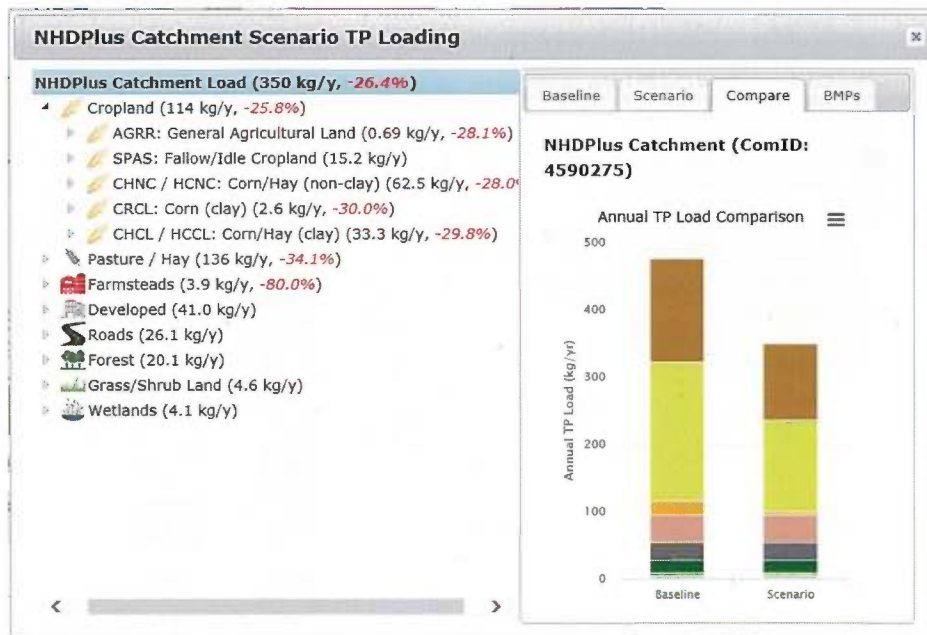 NHDPlus Catchment Scenario TP Loading
NHDPlus Catchment Load (350 kg/y, -26.4%)
Cropland (114 kg/y, -25.8%)
AGRR: General Agricultural Land (0.69 kg/y, -28.1%)
SPAS: Fallow/Idle Cropland (15.2 kg/y)
CHNC / HCNC: Corn/Hay (non-clay) (62.5 kg/y, -28.0
CRCL: Corn (clay) (2.6 kg/y, -30.0%)
CHCL / HCCL: Corn/Hay (clay) (33.3 kg/y, -29.8%)
Pasture / Hay (136 kg/y, -34.1%)
Farmsteads (3.9 kg/y, -80.0%)
Developed (41.0 kg/y)
Roads (26.1 kg/y)
Forest (20.1 kg/y)
Grass/Shrub Land (4.6 kg/y)
Wetlands (4.1 kg/y)
Baseline Scenario Compare BMPs
NHDPlus Catchment (ComID:
4590275)
Annual TP Load Comparison
Annual TP Load (kg/yr)
500
400
300
200
100
0
Baseline Scenario